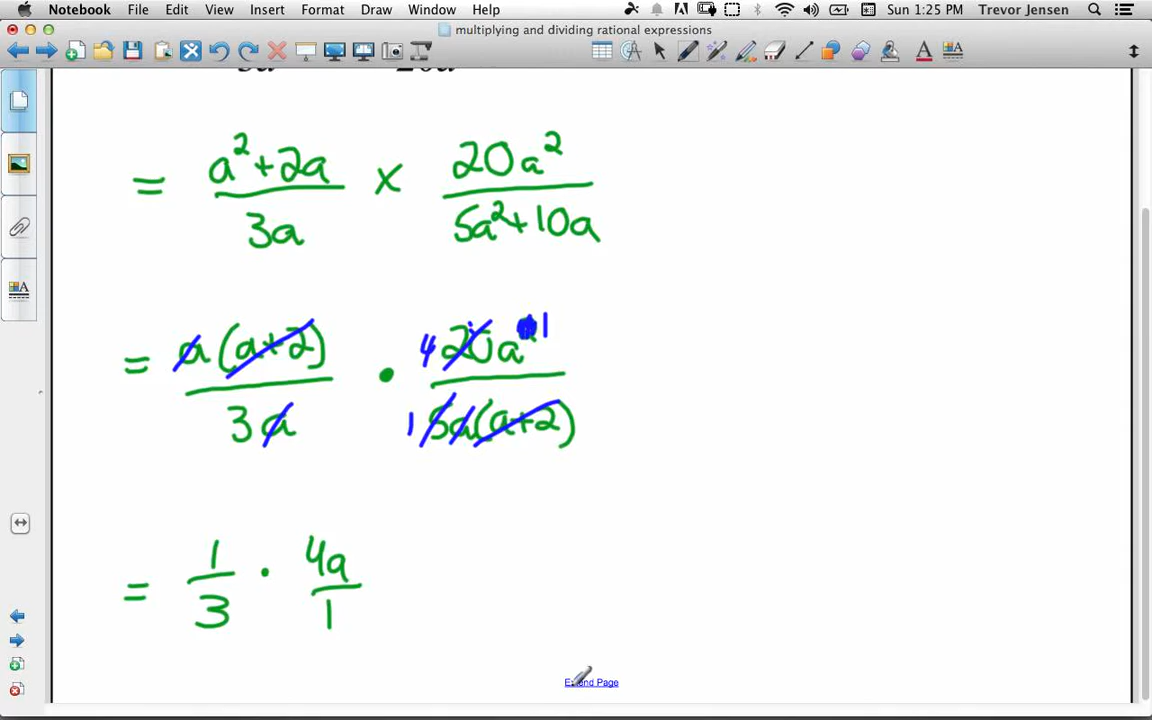 Notebook File Edit View Insert Format Draw Window Help Sun 1:25 PM Trevor Jensen
multiplying and dividing rational expressions
= a²+2a/3a × 20a²/5a²+10a
= a(a+2)/3a • 4 20a 1/1 5a(a+2)
= 1/3 · 4a/1
Extend Page